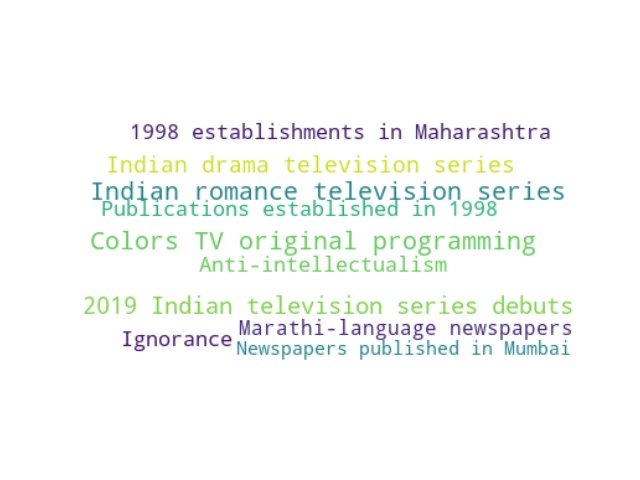 1998 establishments in Maharashtra
Indian drama television series
Indian romance television series
Publications established in 1998
Colors TV original programming
Anti-intellectualism
2019 Indian television series debuts
Marathi-language newspapers
Ignorance
Newspapers published in Mumbai